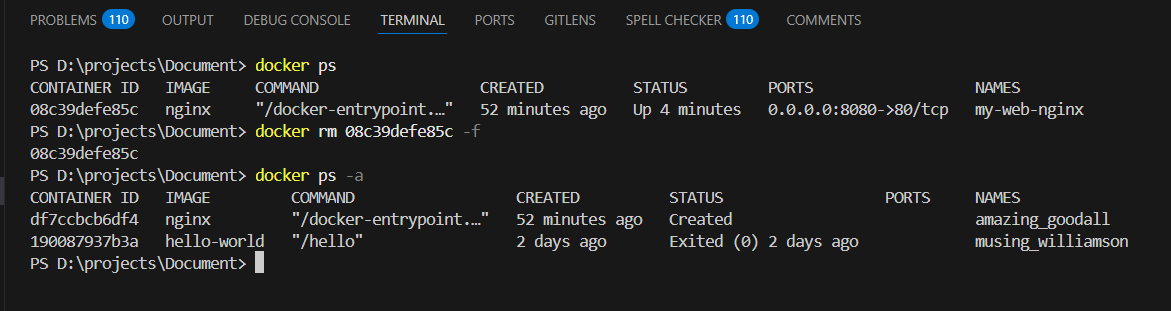 PROBLEMS 110 OUTPUT DEBUG CONSOLE TERMINAL PORTS GITLENS SPELL CHECKER 110 COMMENTS
PS D:\projects\Document> docker ps
CONTAINER ID IMAGE COMMAND CREATED STATUS PORTS NAMES
08c39defe85c nginx "/docker-entrypoint.…" 52 minutes ago Up 4 minutes 0.0.0.0:8080->80/tcp my-web-nginx
PS D:\projects\Document> docker rm 08c39defe85c -f
08c39defe85c
PS D:\projects\Document> docker ps -a
CONTAINER ID IMAGE COMMAND CREATED STATUS PORTS NAMES
df7ccbcb6df4 nginx "/docker-entrypoint.…" 52 minutes ago Created amazing_goodall
190087937b3a hello-world "/hello" 2 days ago Exited (0) 2 days ago musing_williamson
PS D:\projects\Document>